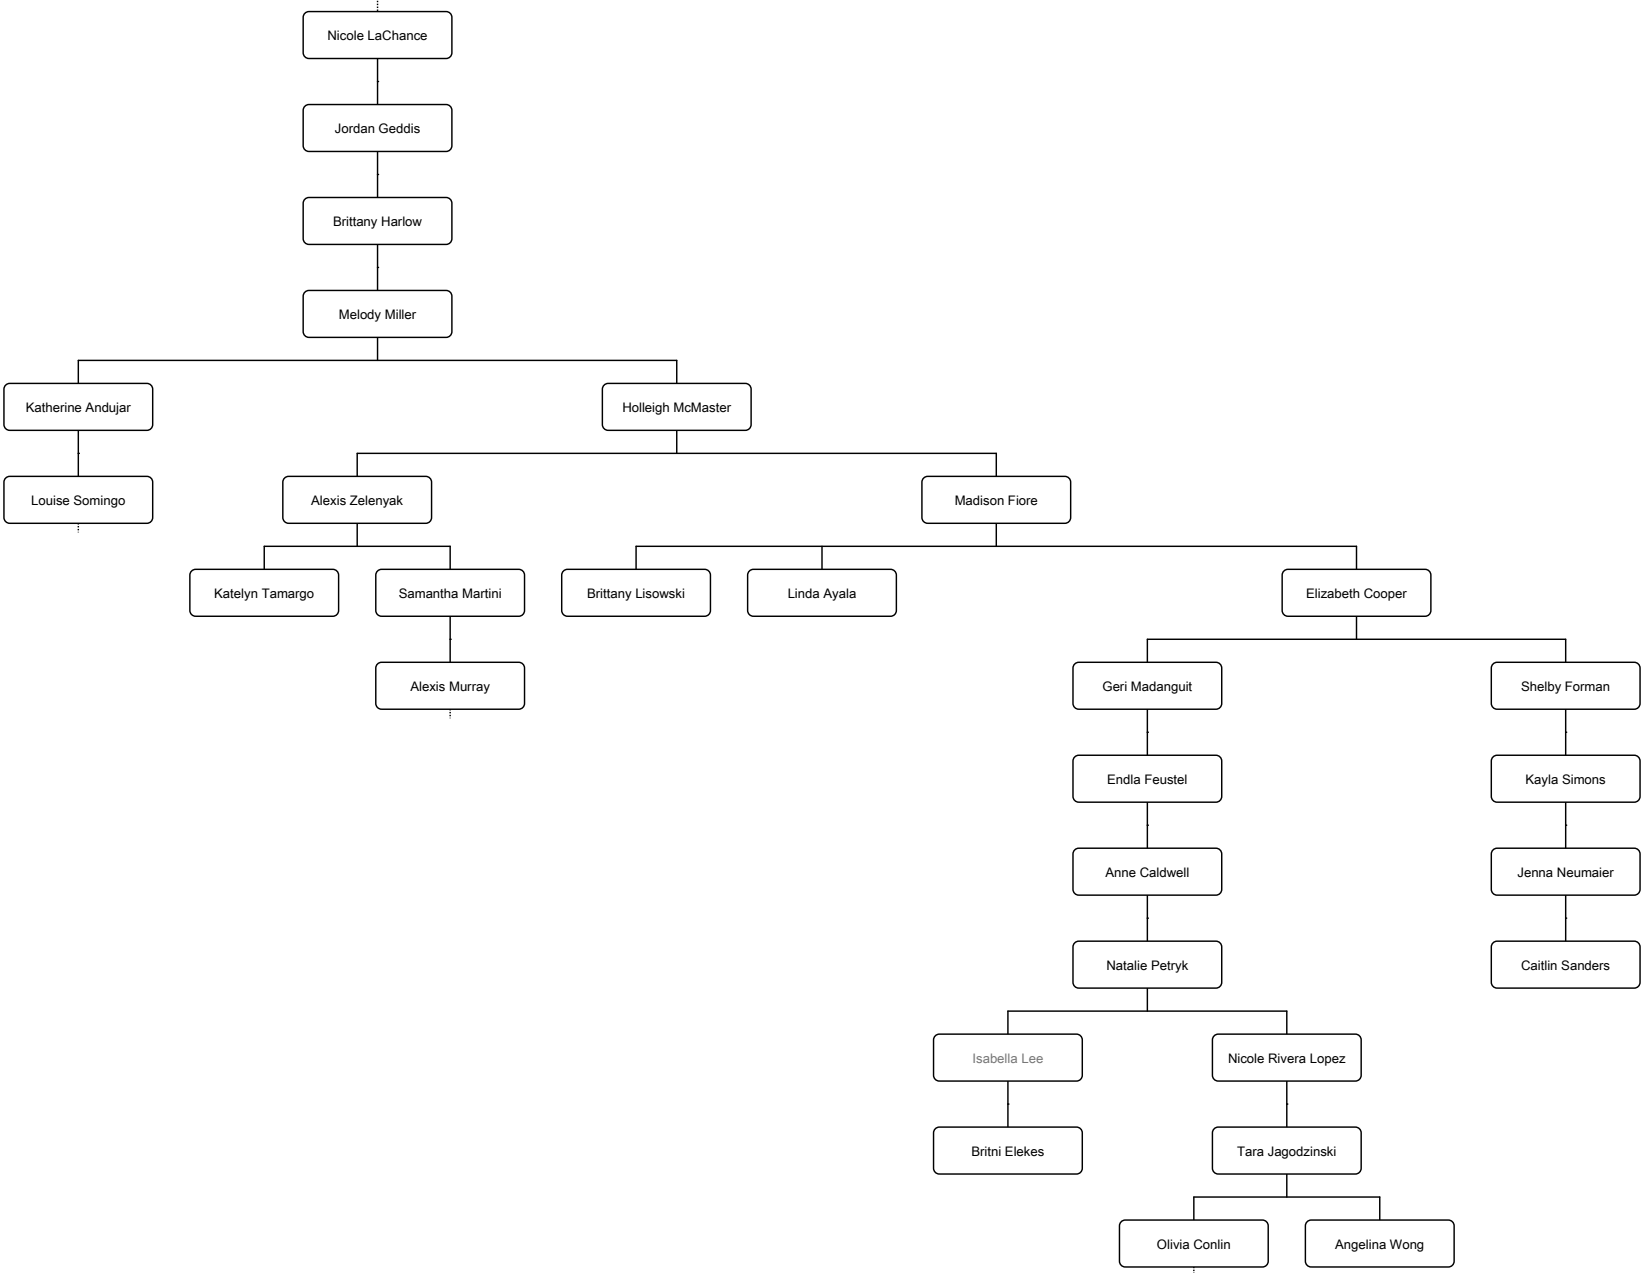 Nicole LaChance
Jordan Geddis
Brittany Harlow
Melody Miller
Katherine Andujar
Holleigh McMaster
Louise Somingo
Alexis Zelenyak
Madison Fiore
Katelyn Tamargo
Samantha Martini
Brittany Lisowski
Linda Ayala
Elizabeth Cooper
Alexis Murray
Geri Madanguit
Shelby Forman
Endla Feustel
Kayla Simons
Anne Caldwell
Jenna Neumaier
Natalie Petryk
Caitlin Sanders
Isabella Lee
Nicole Rivera Lopez
Britni Elekes
Tara Jagodzinski
Olivia Conlin
Angelina Wong